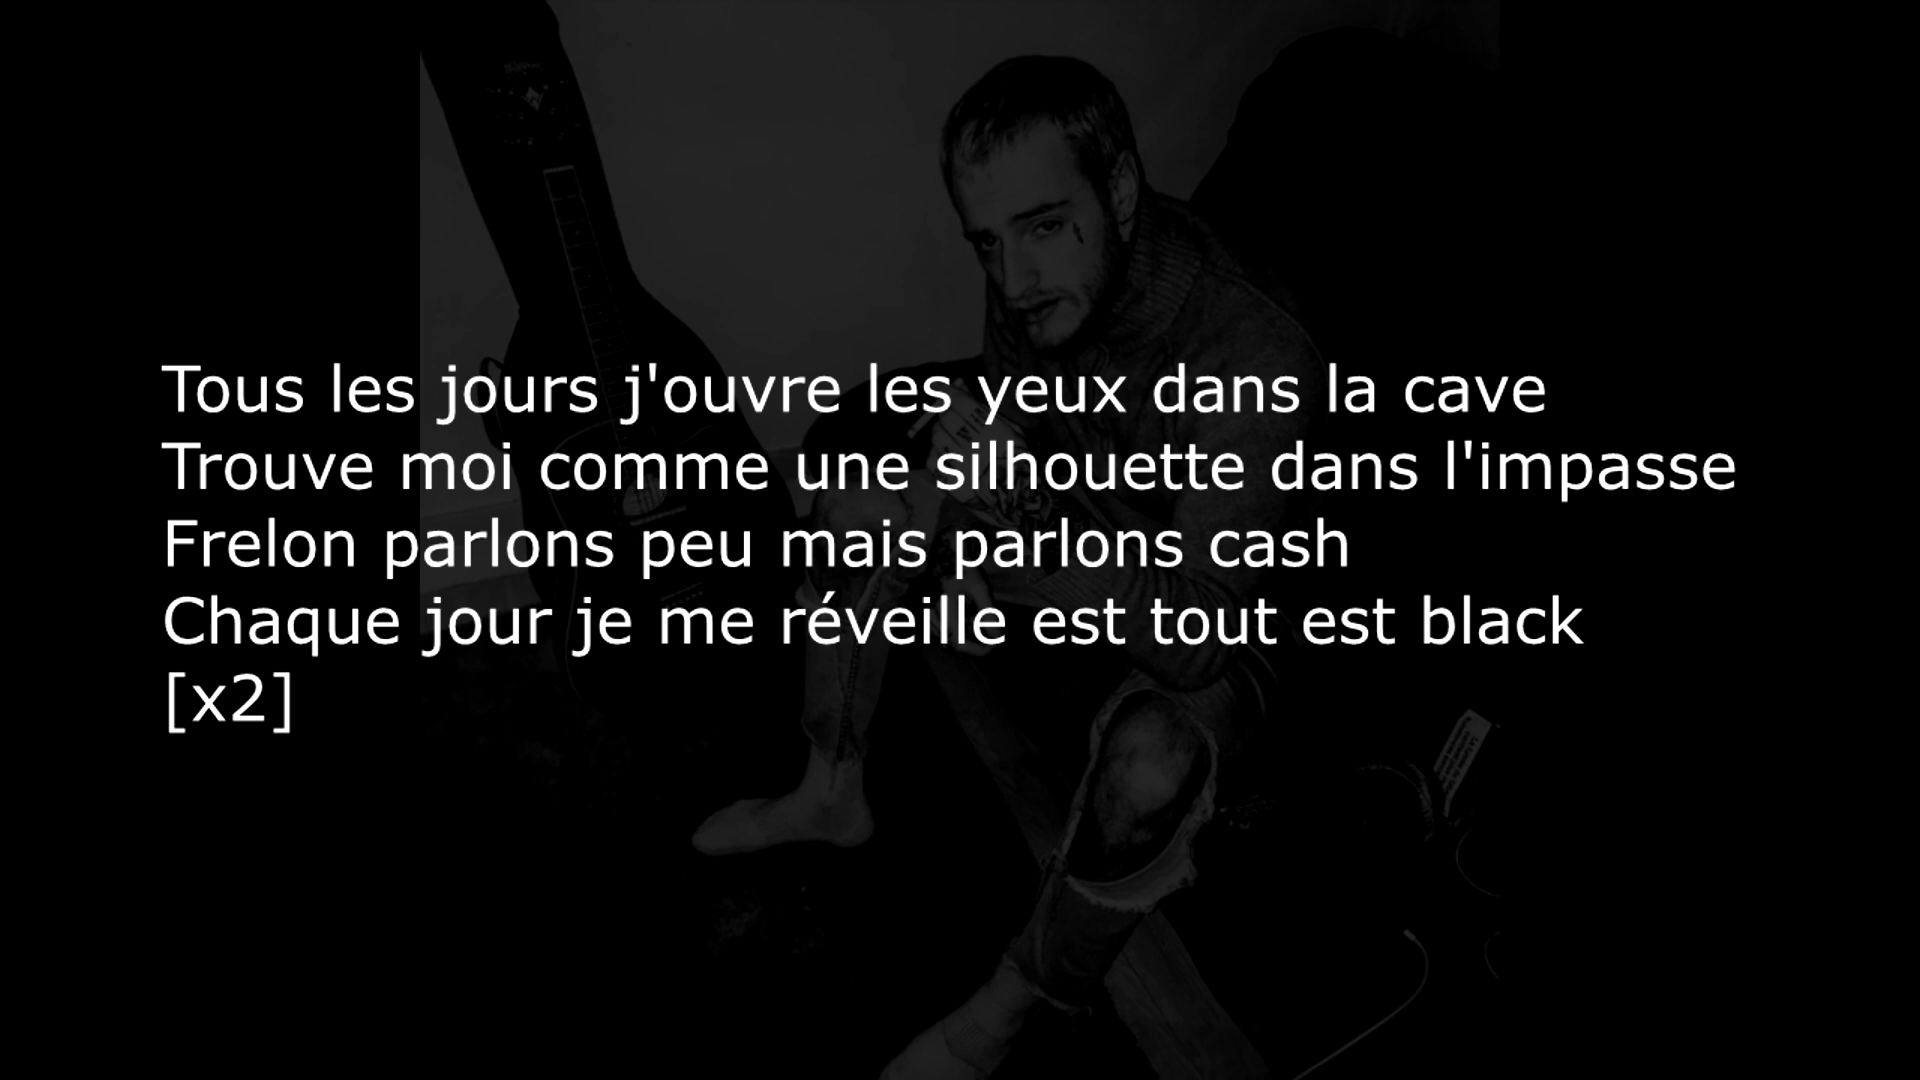 Tous les jours j'ouvre les yeux dans la cave
Trouve moi comme une silhouette dans l'impasse
Frelon parlons peu mais parlons cash
Chaque jour je me réveille est tout est black
[x2]